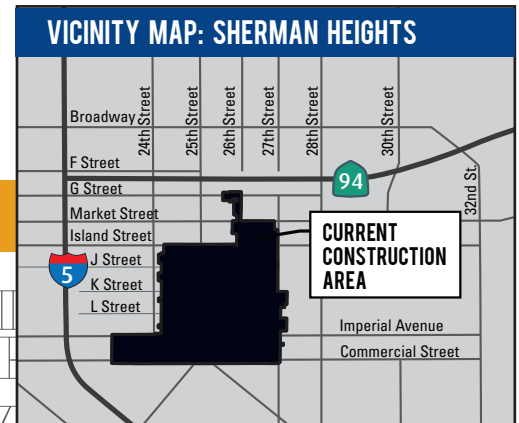 VICINITY MAP: SHERMAN HEIGHTS
24th Street
25th Street
26th Street
27th Street
28th Street
30th Street
32nd St.
Broadway
F Street
G Street
Market Street
Island Street
J Street
K Street
L Street
94
5
CURRENT
CONSTRUCTION
AREA
Imperial Avenue
Commercial Street